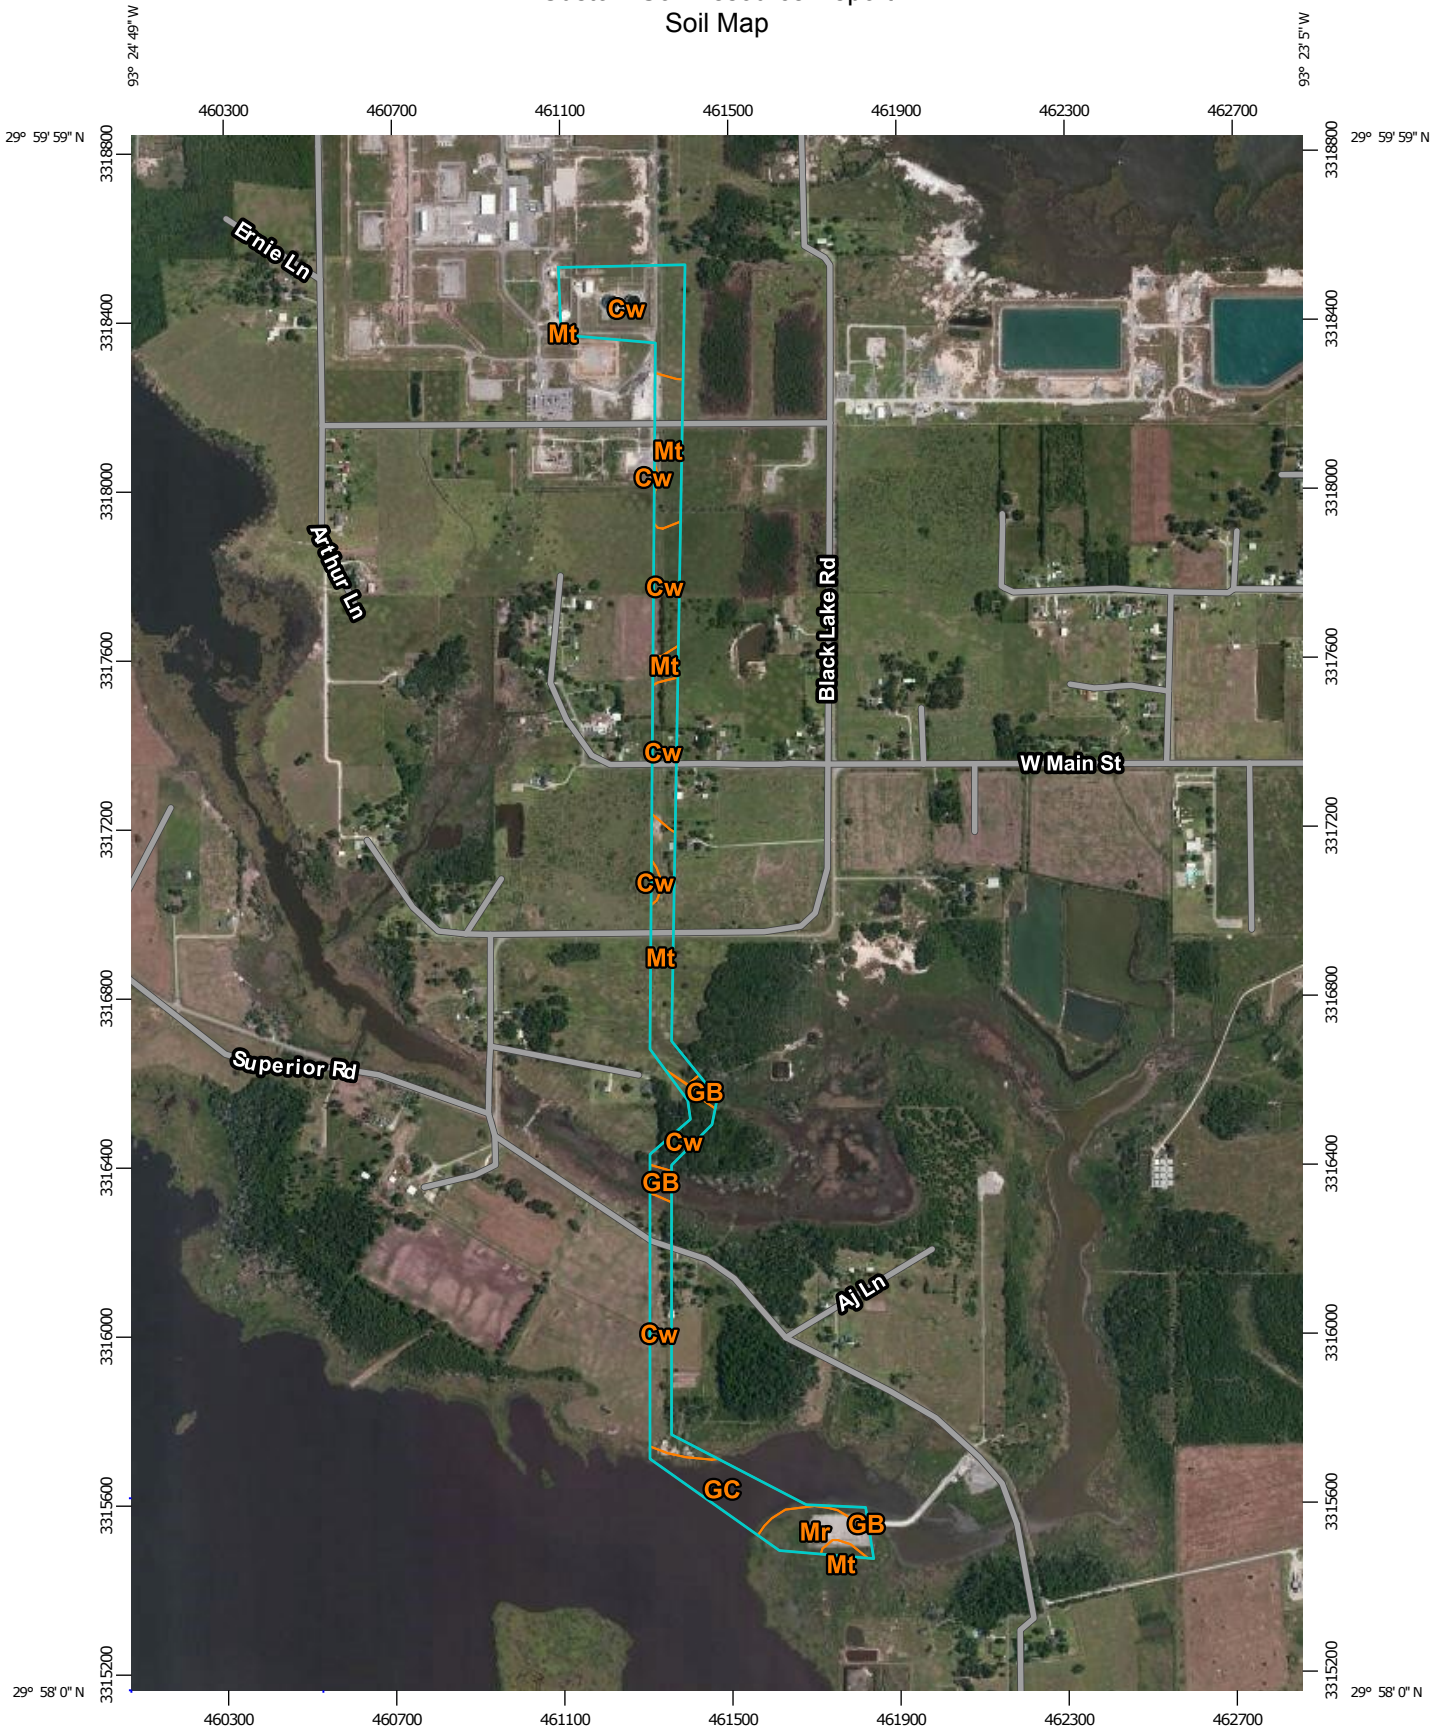 Soil Map
93° 24' 49" W
93° 23' 5" W
460300
460700
461100
461500
461900
462300
462700
29° 59' 59" N
29° 59' 59" N
3318800
3318800
3318400
3318400
3318000
3318000
3317600
3317600
3317200
3317200
3316800
3316800
3316400
3316400
3316000
3316000
3315600
3315600
3315200
3315200
Ernie Ln
Cw
Mt
Mt
Cw
Arthur Ln
Cw
Black Lake Rd
Mt
Cw
W Main St
Cw
Mt
Superior Rd
GB
Cw
GB
Aj Ln
Cw
GC
Mr
GB
Mt
29° 58' 0" N
29° 58' 0" N
460300
460700
461100
461500
461900
462300
462700